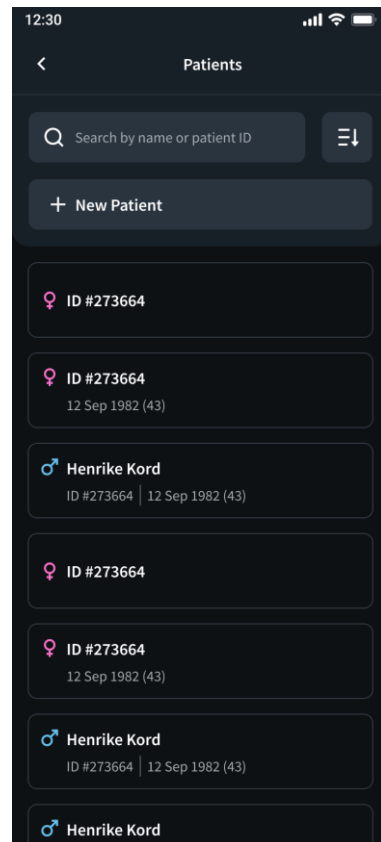 12:30
Patients
Search by name or patient ID
+ New Patient
ID #273664
ID #273664
12 Sep 1982 (43)
Henrike Kord
ID #273664 | 12 Sep 1982 (43)
ID #273664
ID #273664
12 Sep 1982 (43)
Henrike Kord
ID #273664 | 12 Sep 1982 (43)
Henrike Kord